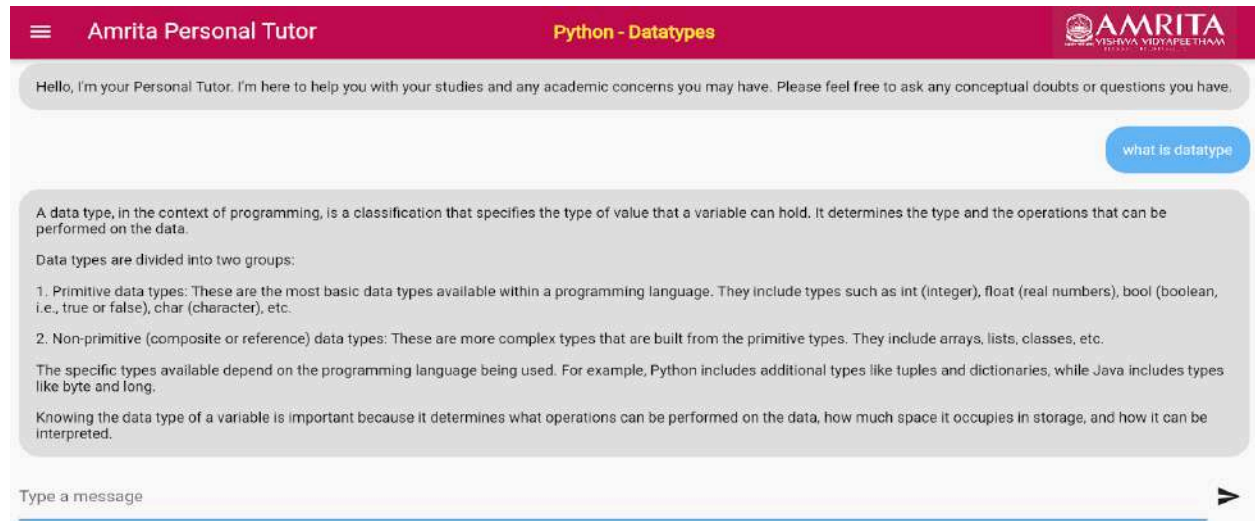 Amrita Personal Tutor
Python - Datatypes
AMRITA
VISHWA VIDYAPEETHAM
Hello, I'm your Personal Tutor. I'm here to help you with your studies and any academic concerns you may have. Please feel free to ask any conceptual doubts or questions you have.
what is datatype
A data type, in the context of programming, is a classification that specifies the type of value that a variable can hold. It determines the type and the operations that can be
performed on the data.
Data types are divided into two groups:
1. Primitive data types: These are the most basic data types available within a programming language. They include types such as int (integer), float (real numbers), bool (boolean,
i.e., true or false), char (character), etc.
2. Non-primitive (composite or reference) data types: These are more complex types that are built from the primitive types. They include arrays, lists, classes, etc.
The specific types available depend on the programming language being used. For example, Python includes additional types like tuples and dictionaries, while Java includes types
like byte and long.
Knowing the data type of a variable is important because it determines what operations can be performed on the data, how much space it occupies in storage, and how it can be
interpreted.
Type a message